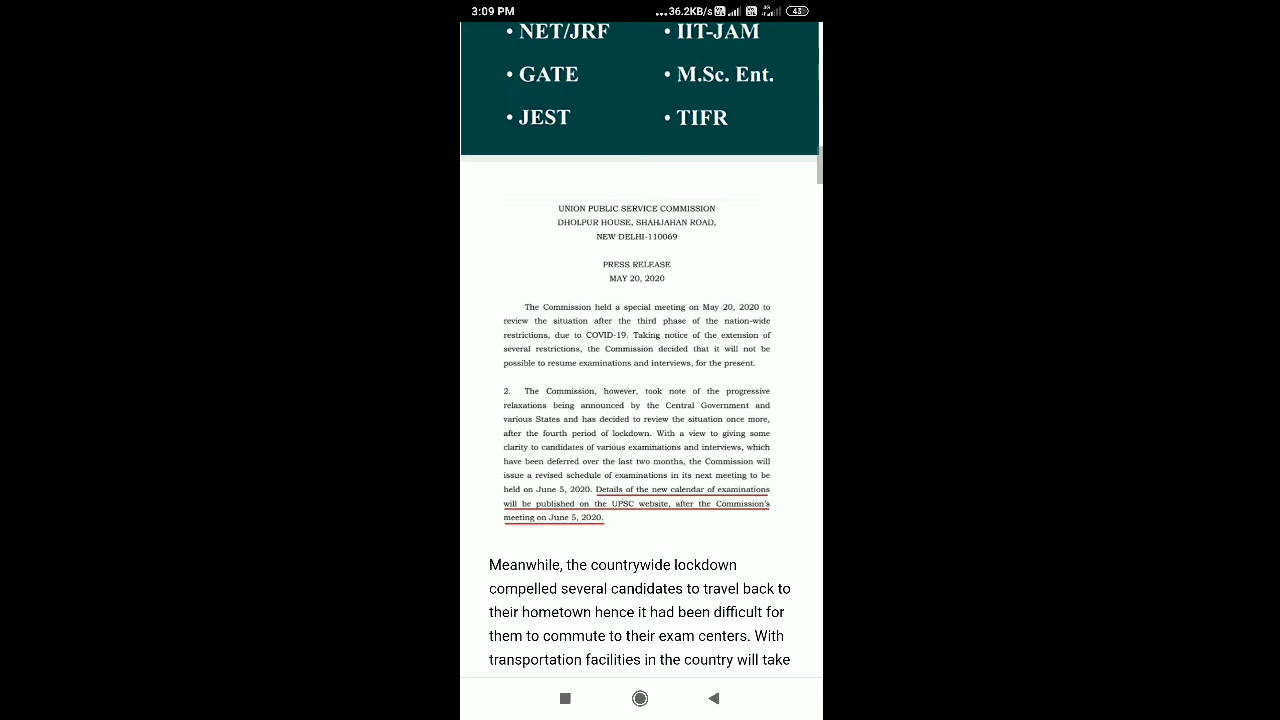 3:09 PM
...36.2KB/s
43
• NET/JRF
• IIT-JAM
• GATE
• M.Sc. Ent.
• JEST
• TIFR
UNION PUBLIC SERVICE COMMISSION
DHOLPUR HOUSE, SHAHJAHAN ROAD,
NEW DELHI-110069
PRESS RELEASE
MAY 20, 2020
The Commission held a special meeting on May 20, 2020 to
review the situation after the third phase of the nation-wide
restrictions, due to COVID-19. Taking notice of the extension of
several restrictions, the Commission decided that it will not be
possible to resume examinations and interviews, for the present.
2. The Commission, however, took note of the progressive
relaxations being announced by the Central Government and
various States and has decided to review the situation once more,
after the fourth period of lockdown. With a view to giving some
clarity to candidates of various examinations and interviews, which
have been deferred over the last two months, the Commission will
issue a revised schedule of examinations in its next meeting to be
held on June 5, 2020. Details of the new calendar of examinations
will be published on the UPSC website, after the Commission's
meeting on June 5, 2020.
Meanwhile, the countrywide lockdown
compelled several candidates to travel back to
their hometown hence it had been difficult for
them to commute to their exam centers. With
transportation facilities in the country will take